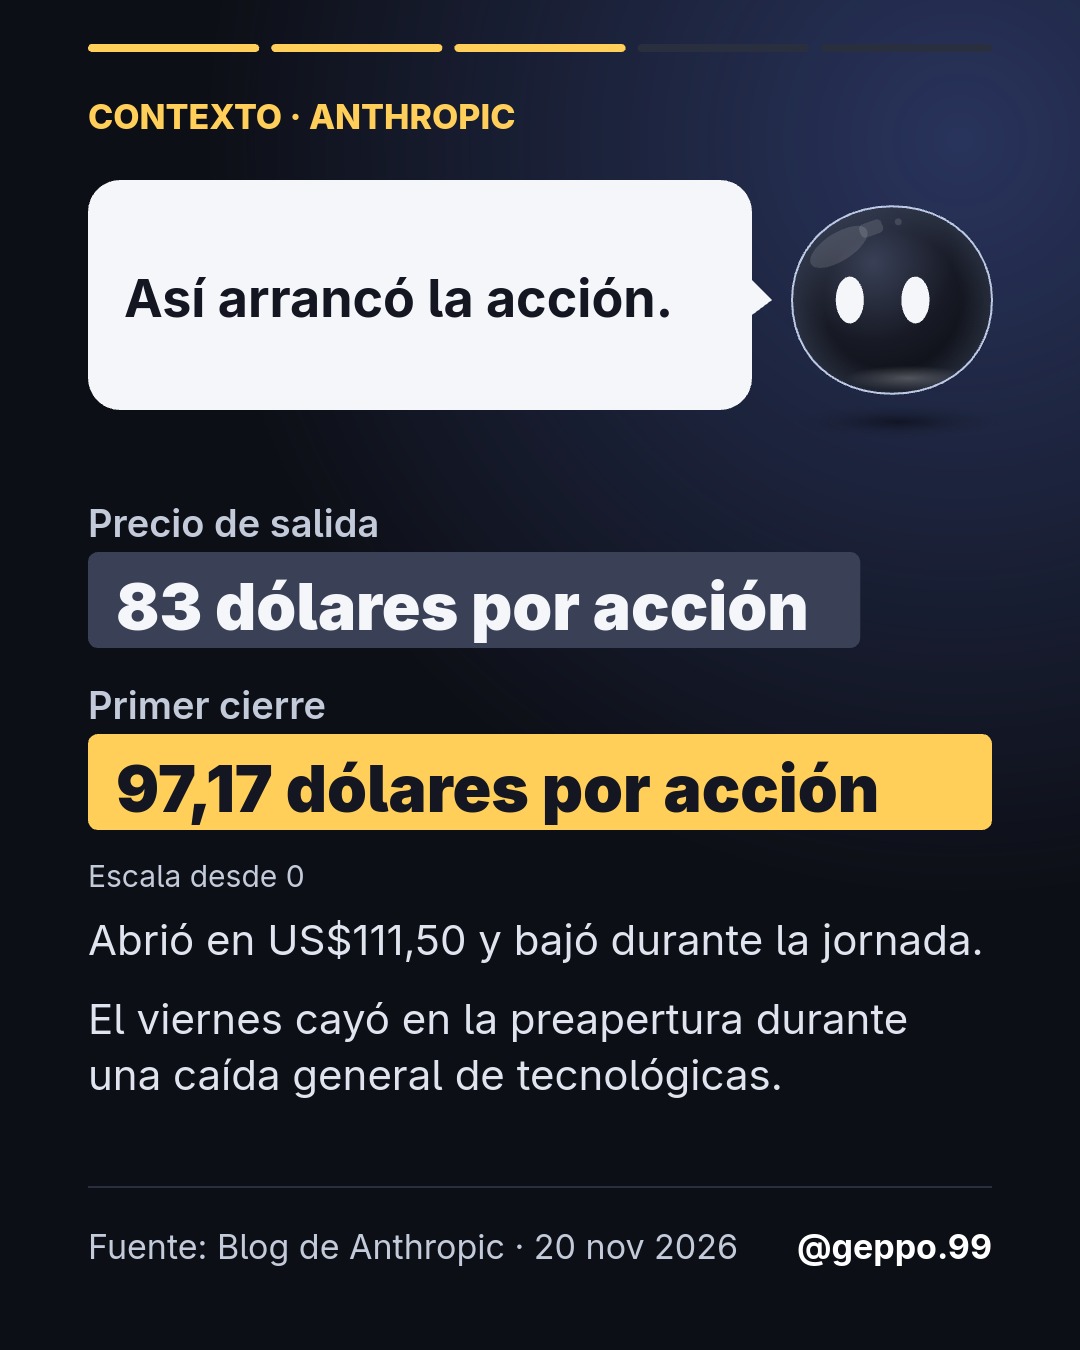 CONTEXTO · ANTHROPIC
Así arrancó la acción.
Precio de salida
83 dólares por acción
Primer cierre
97,17 dólares por acción
Escala desde 0
Abrió en US$111,50 y bajó durante la jornada.
El viernes cayó en la preapertura durante
una caída general de tecnológicas.
Fuente: Blog de Anthropic · 20 nov 2026
@geppo.99